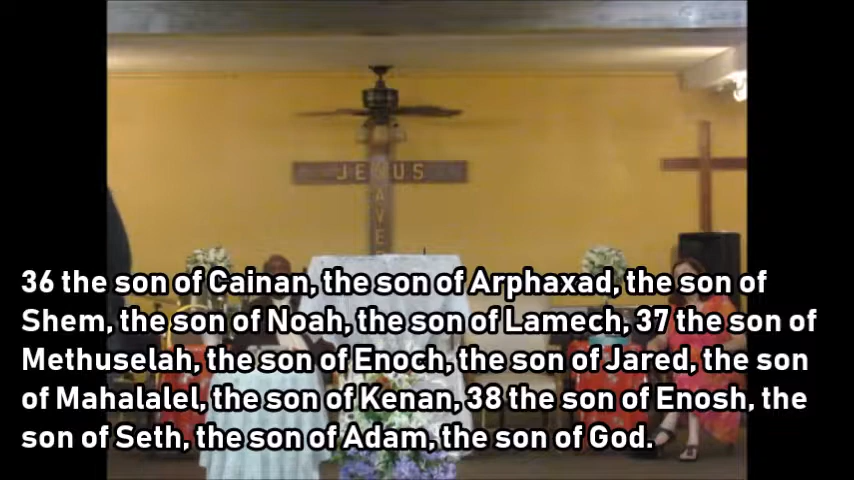 JESUS
SAVE
36 the son of Cainan, the son of Arphaxad, the son of
Shem, the son of Noah, the son of Lamech, 37 the son of
Methuselah, the son of Enoch, the son of Jared, the son
of Mahalalel, the son of Kenan, 38 the son of Enosh, the
son of Seth, the son of Adam, the son of God.